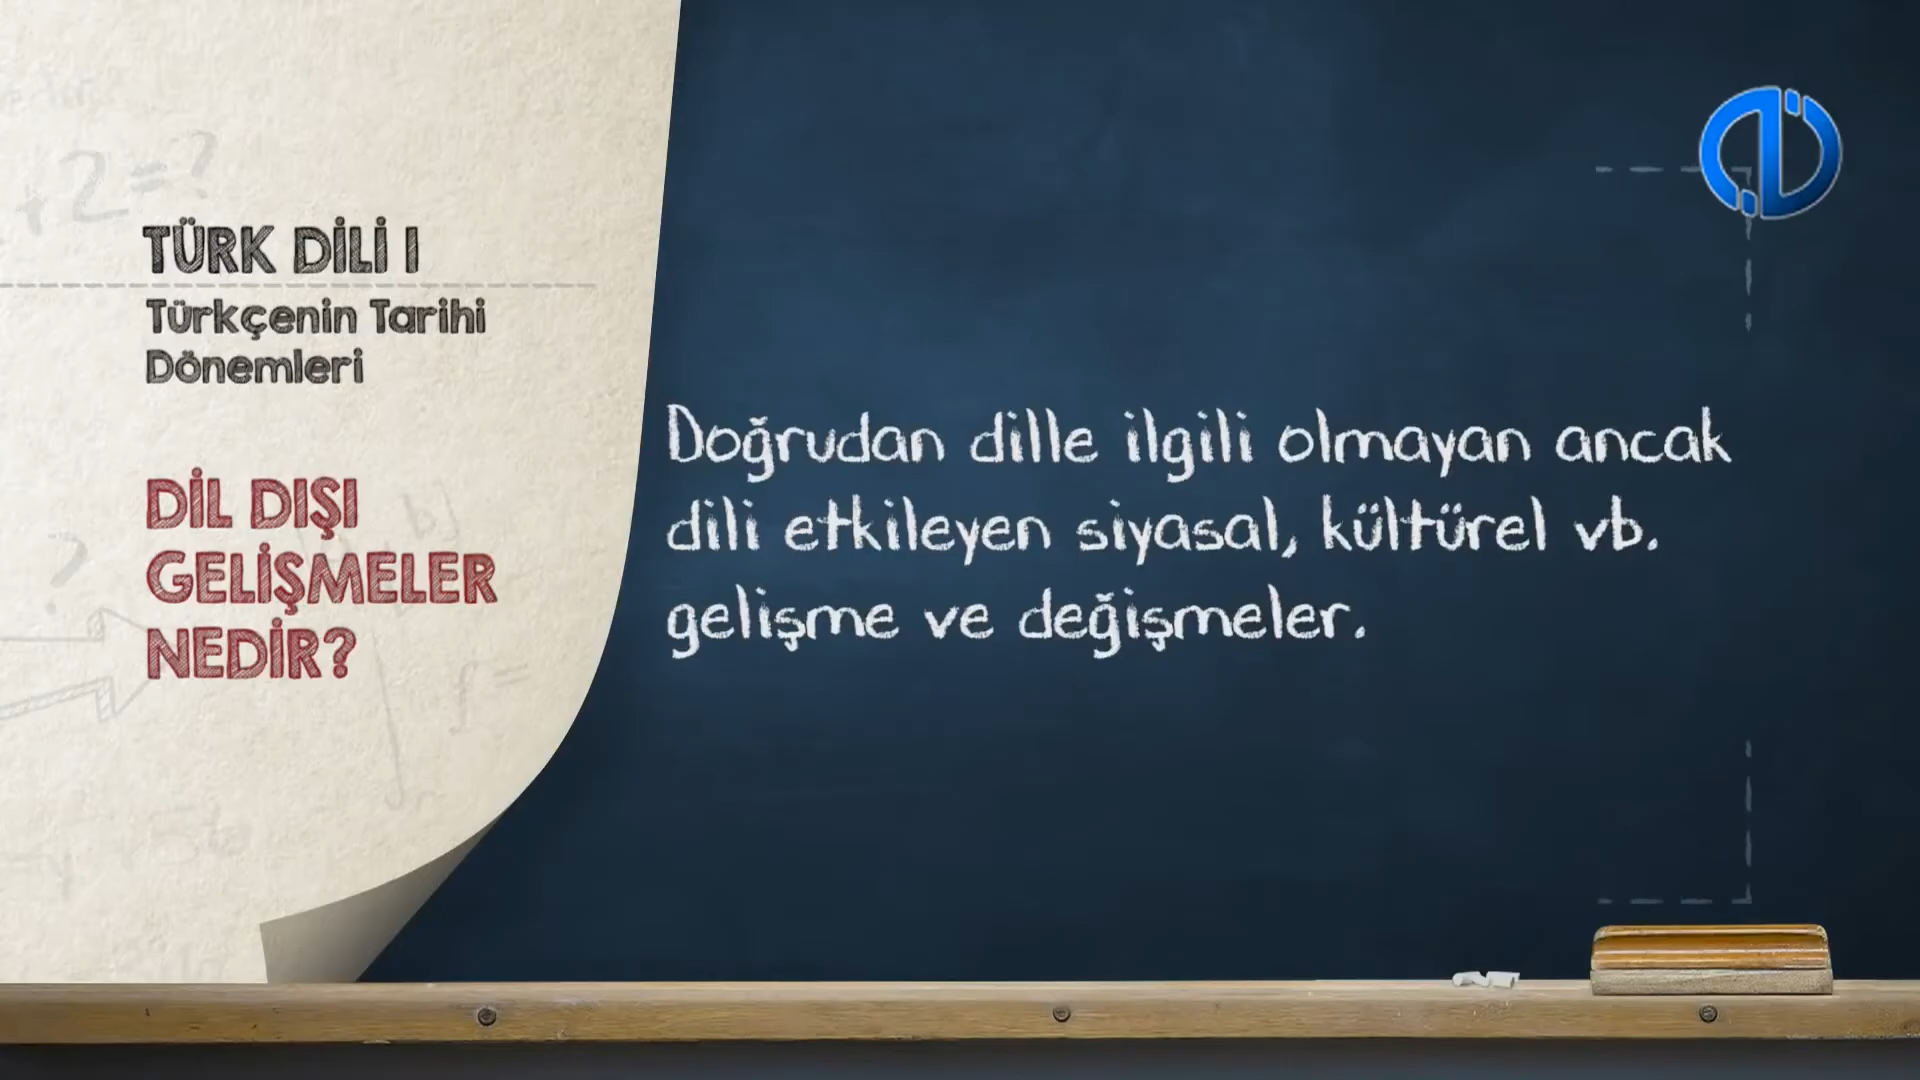 TÜRK DİLİ I
Türkçenin Tarihi
Dönemleri
DİL DIŞI
GELİŞMELER
NEDİR?
Doğrudan dille ilgili olmayan ancak
dili etkileyen siyasal, kültürel vb.
gelişme ve değişmeler.